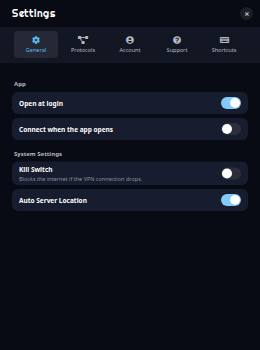 Settings
General
Protocols
Account
Support
Shortcuts
App
Open at login
Connect when the app opens
System Settings
Kill Switch
Blocks the internet if the VPN connection drops.
Auto Server Location